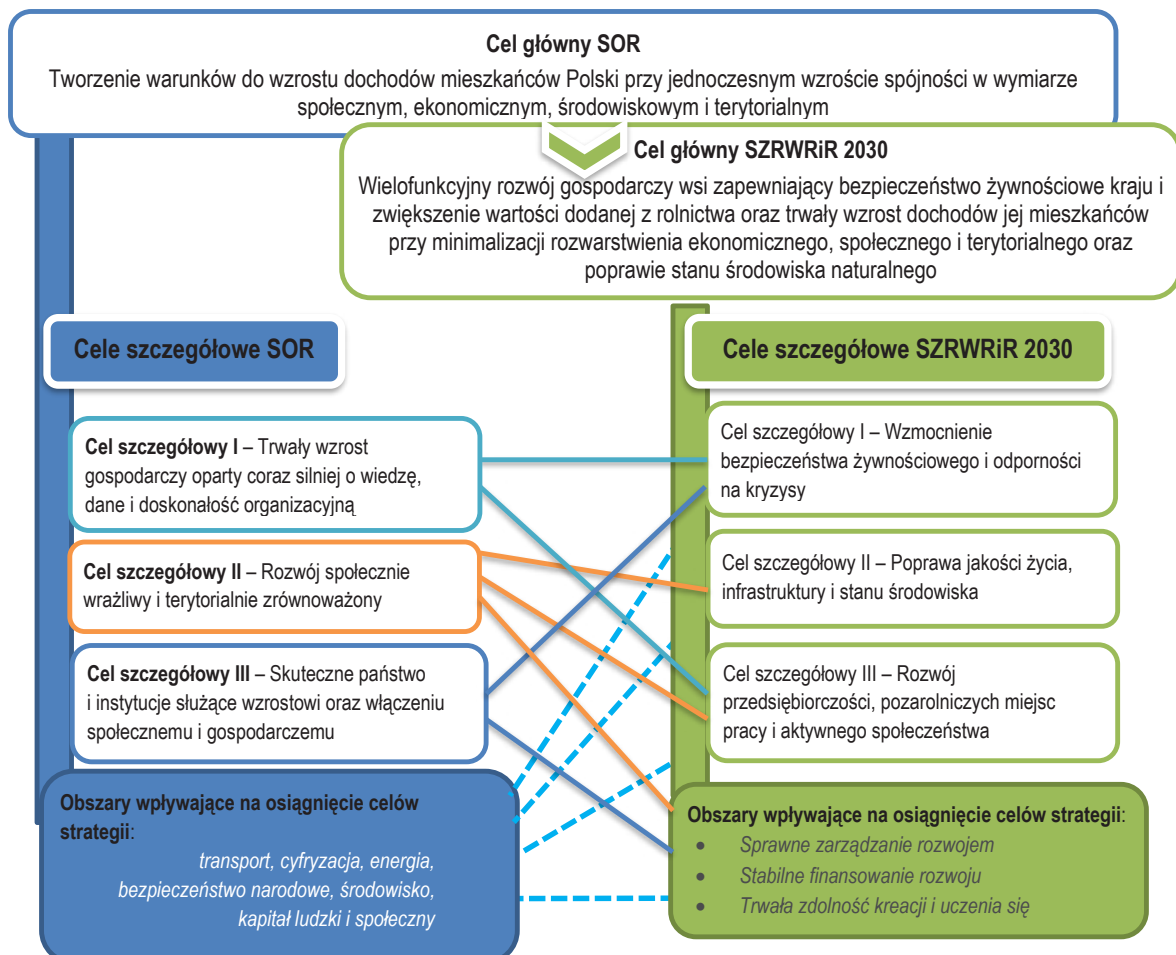 Cel główny SOR
Tworzenie warunków do wzrostu dochodów mieszkańców Polski przy jednoczesnym wzroście spójności w wymiarze
społecznym, ekonomicznym, środowiskowym i terytorialnym
Cel główny SZRWRiR 2030
Wielofunkcyjny rozwój gospodarczy wsi zapewniający bezpieczeństwo żywnościowe kraju i
zwiększenie wartości dodanej z rolnictwa oraz trwały wzrost dochodów jej mieszkańców
przy minimalizacji rozwarstwienia ekonomicznego, społecznego i terytorialnego oraz
poprawie stanu środowiska naturalnego
Cele szczegółowe SOR
Cel szczegółowy I – Trwały wzrost
gospodarczy oparty coraz silniej o wiedzę,
dane i doskonałość organizacyjną
Cel szczegółowy II – Rozwój społecznie
wrażliwy i terytorialnie zrównoważony
Cel szczegółowy III – Skuteczne państwo
i instytucje służące wzrostowi oraz włączeniu
społecznemu i gospodarczemu
Obszary wpływające na osiągnięcie celów
strategii:
transport, cyfryzacja, energia,
bezpieczeństwo narodowe, środowisko,
kapitał ludzki i społeczny
Cele szczegółowe SZRWRiR 2030
Cel szczegółowy I – Wzmocnienie
bezpieczeństwa żywnościowego i odporności
na kryzysy
Cel szczegółowy II – Poprawa jakości życia,
infrastruktury i stanu środowiska
Cel szczegółowy III – Rozwój
przedsiębiorczości, pozarolniczych miejsc
pracy i aktywnego społeczeństwa
Obszary wpływające na osiągnięcie celów strategii:
• Sprawne zarządzanie rozwojem
• Stabilne finansowanie rozwoju
• Trwała zdolność kreacji i uczenia się